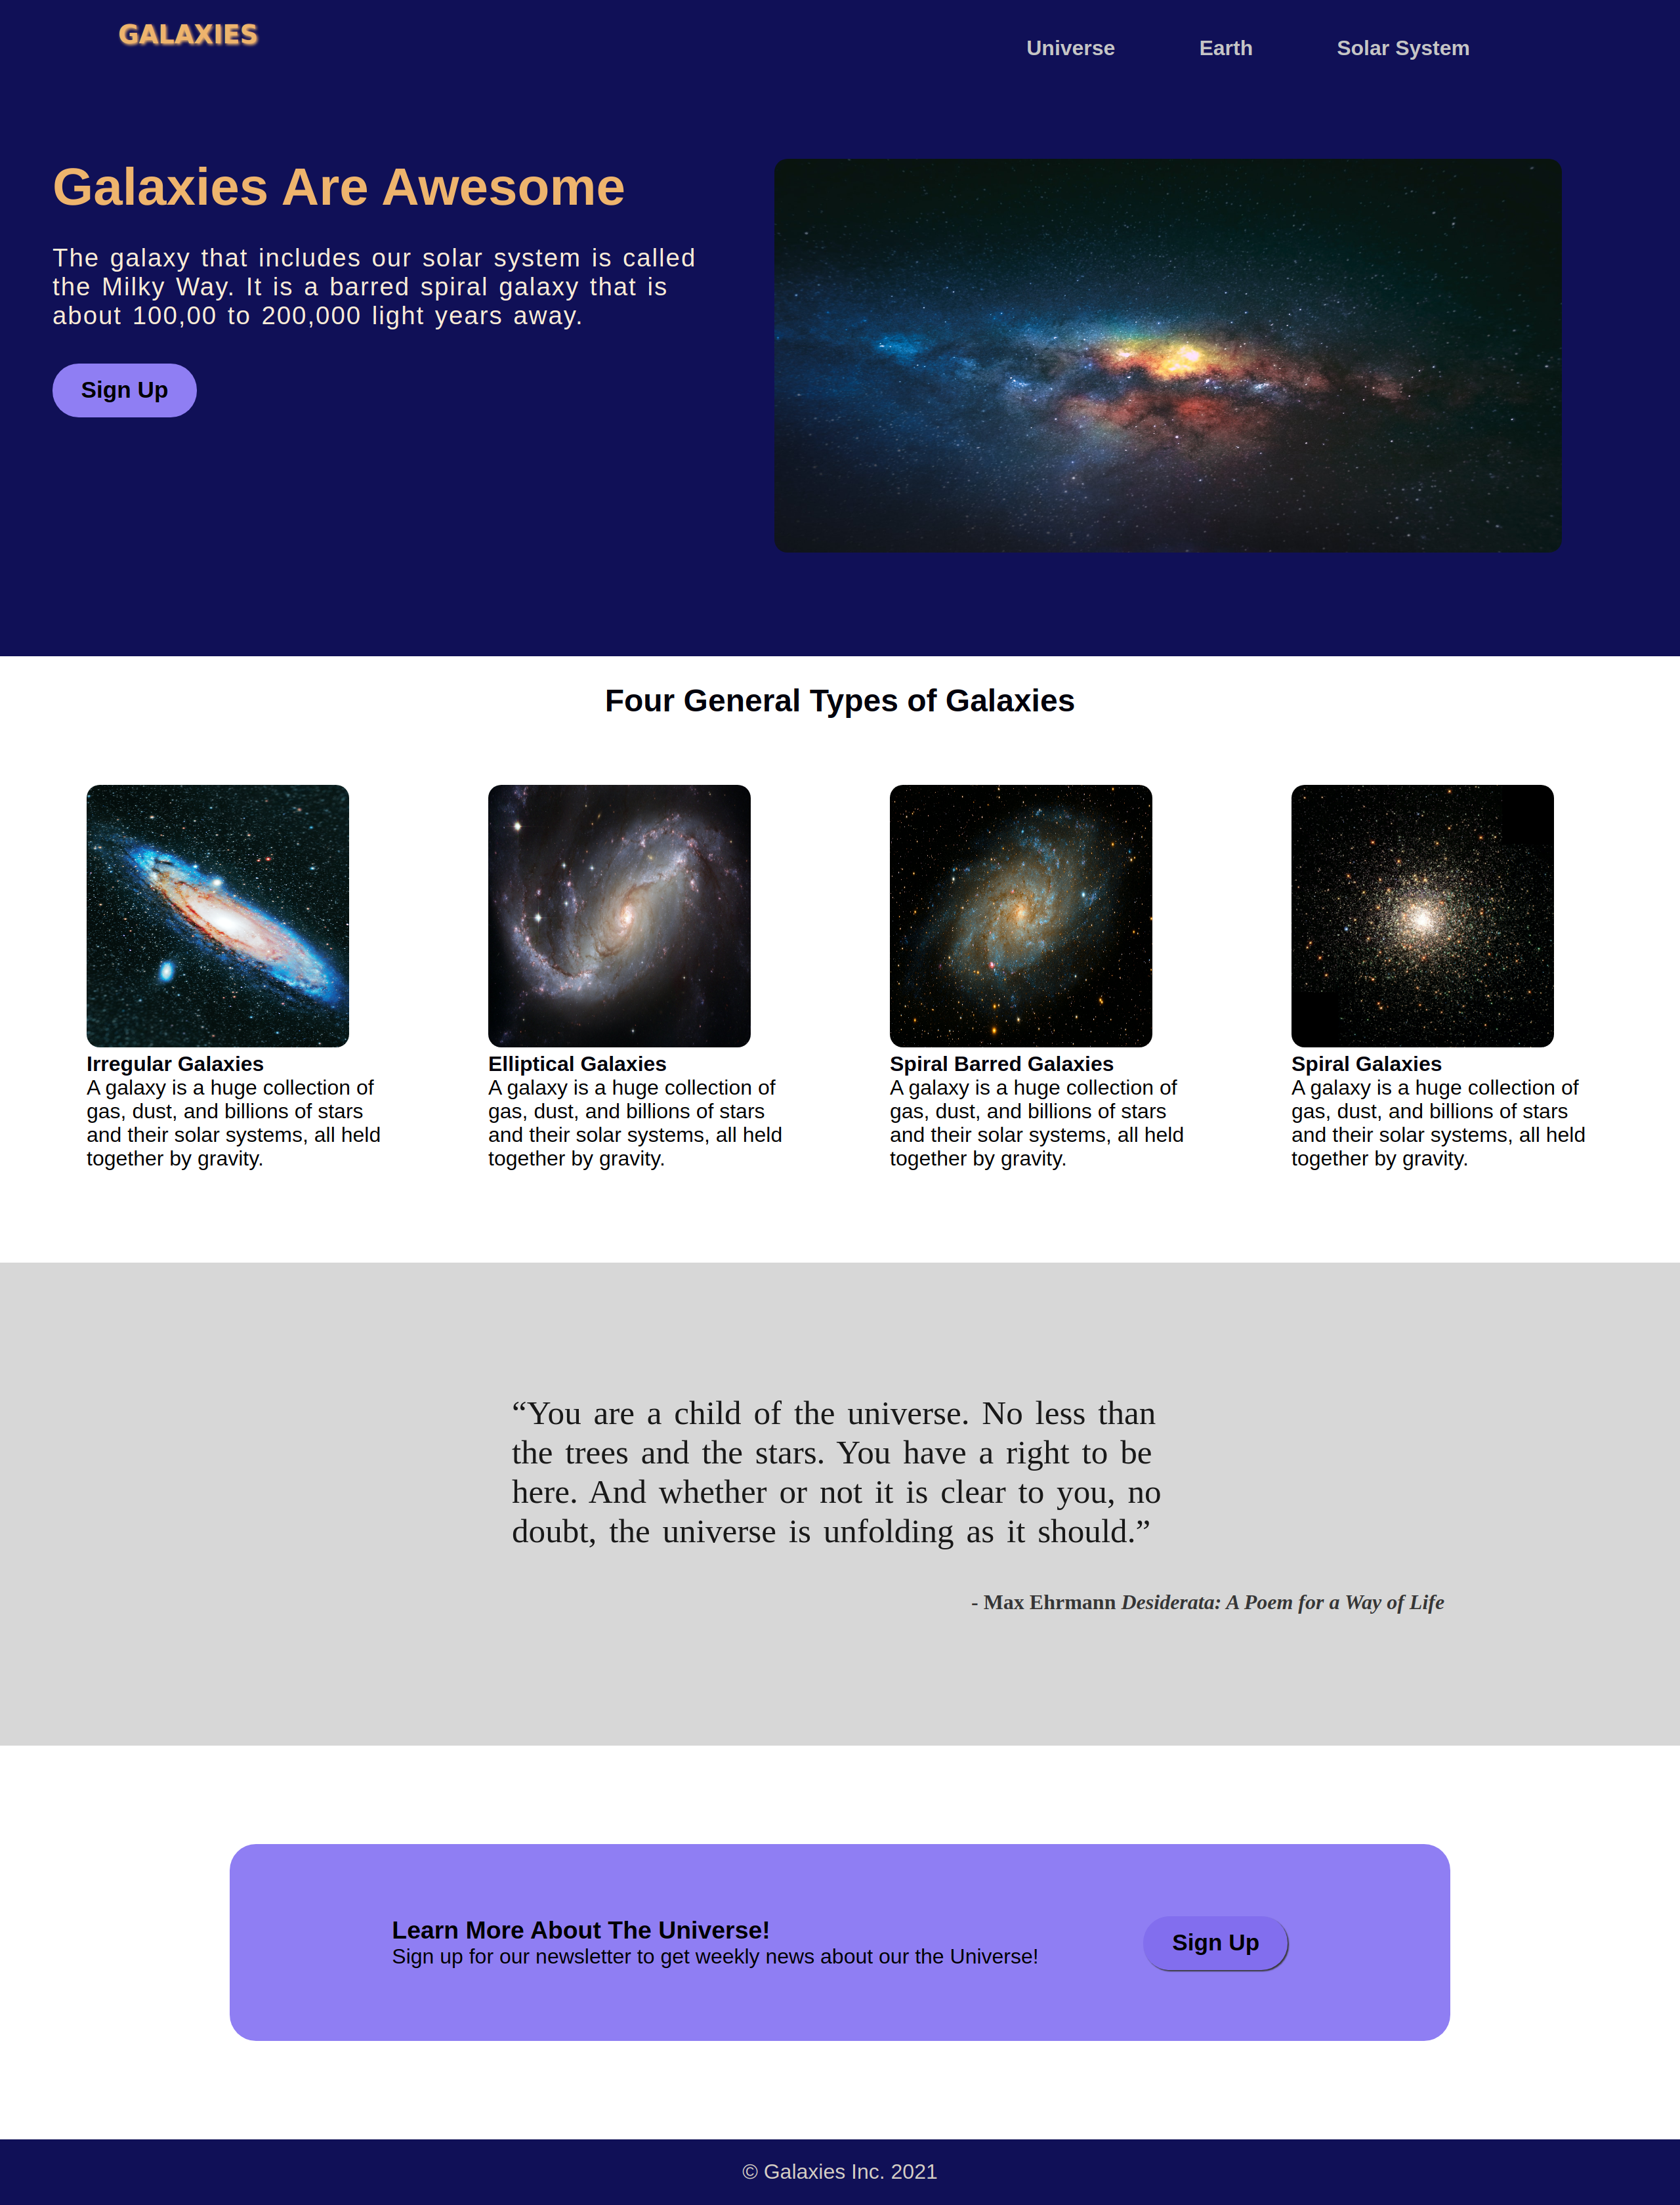 GALAXIES
Universe Earth Solar System
Galaxies Are Awesome
The galaxy that includes our solar system is called
the Milky Way. It is a barred spiral galaxy that is
about 100,00 to 200,000 light years away.
Sign Up
Four General Types of Galaxies
Irregular Galaxies
A galaxy is a huge collection of
gas, dust, and billions of stars
and their solar systems, all held
together by gravity.
Elliptical Galaxies
A galaxy is a huge collection of
gas, dust, and billions of stars
and their solar systems, all held
together by gravity.
Spiral Barred Galaxies
A galaxy is a huge collection of
gas, dust, and billions of stars
and their solar systems, all held
together by gravity.
Spiral Galaxies
A galaxy is a huge collection of
gas, dust, and billions of stars
and their solar systems, all held
together by gravity.
“You are a child of the universe. No less than
the trees and the stars. You have a right to be
here. And whether or not it is clear to you, no
doubt, the universe is unfolding as it should.”
- Max Ehrmann Desiderata: A Poem for a Way of Life
Learn More About The Universe!
Sign up for our newsletter to get weekly news about our the Universe!
Sign Up
© Galaxies Inc. 2021